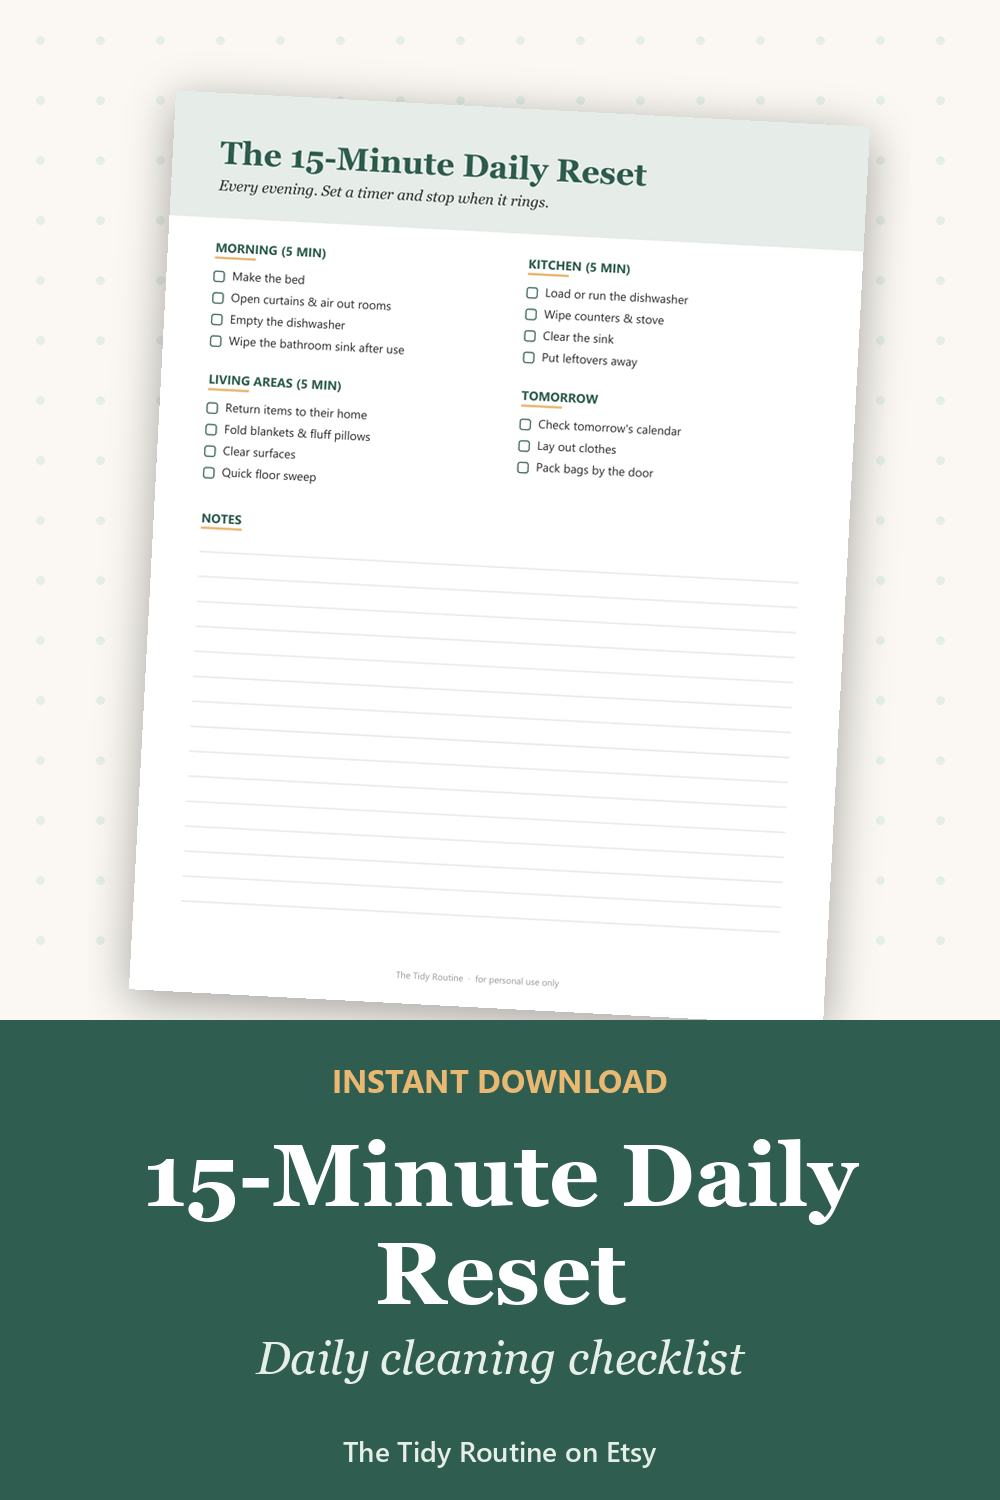 The 15-Minute Daily Reset
Every evening. Set a timer and stop when it rings.
MORNING (5 MIN)
Make the bed
Open curtains & air out rooms
Empty the dishwasher
Wipe the bathroom sink after use
LIVING AREAS (5 MIN)
Return items to their home
Fold blankets & fluff pillows
Clear surfaces
Quick floor sweep
KITCHEN (5 MIN)
Load or run the dishwasher
Wipe counters & stove
Clear the sink
Put leftovers away
TOMORROW
Check tomorrow's calendar
Lay out clothes
Pack bags by the door
NOTES
The Tidy Routine · for personal use only
INSTANT DOWNLOAD
15-Minute Daily
Reset
Daily cleaning checklist
The Tidy Routine on Etsy